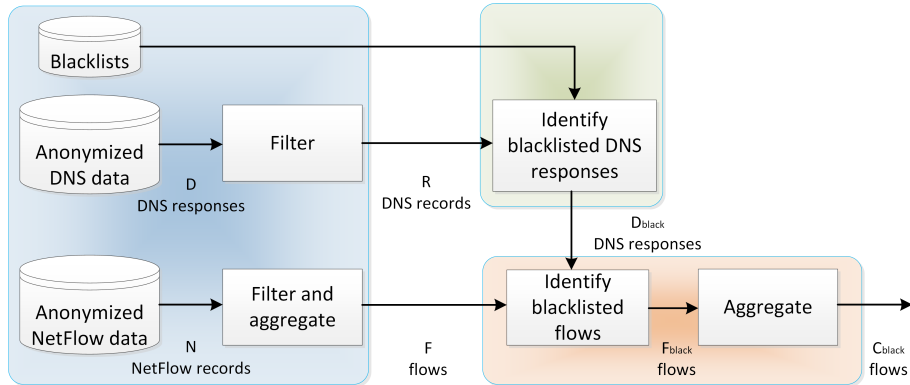 Blacklists
Anonymized
DNS data
Filter
D
DNS responses
R
DNS records
Identify
blacklisted DNS
responses
Dblack
DNS responses
Anonymized
NetFlow data
Filter and
aggregate
N
NetFlow records
F
flows
Identify
blacklisted
flows
Fblack
flows
Aggregate
Cblack
flows